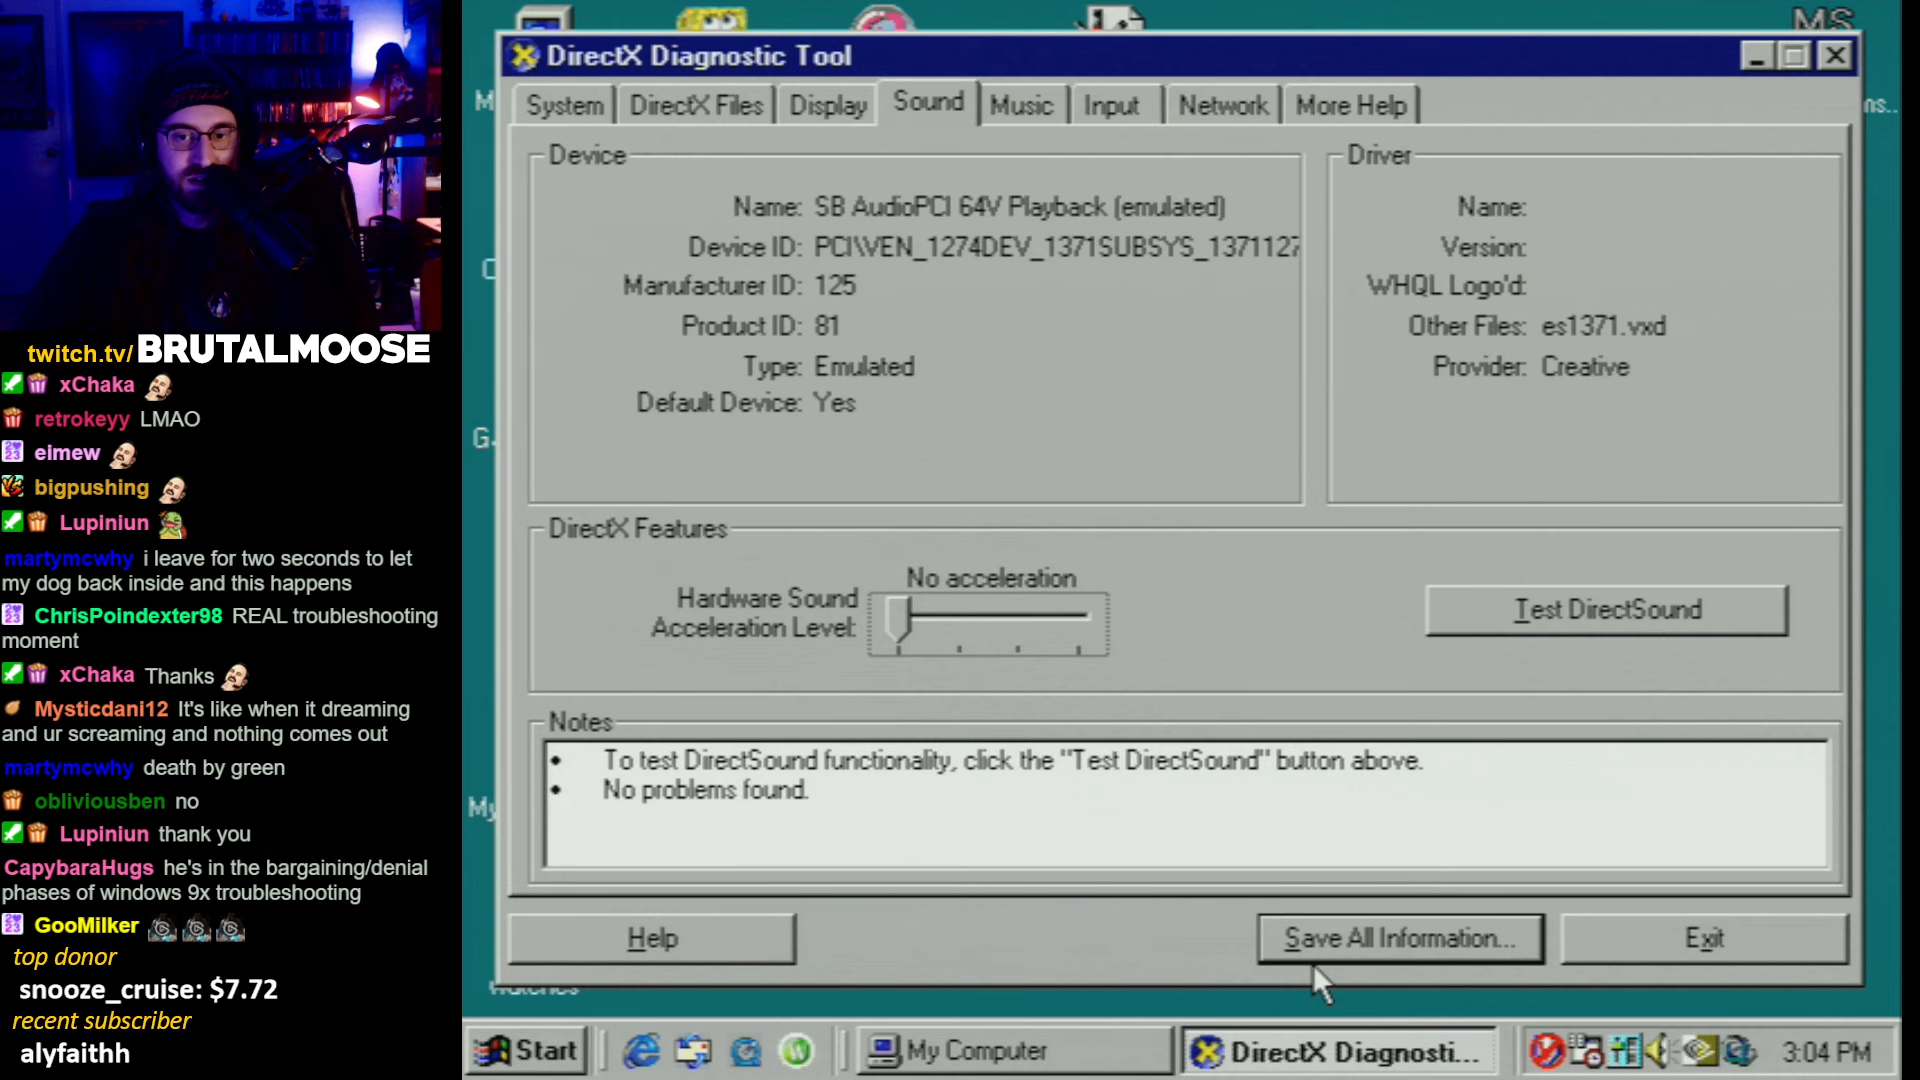 MS
DirectX Diagnostic Tool
System
DirectX Files
Display
Sound
Music
Input
Network
More Help
ns..
Device
Name: SB AudioPCI 64V Playback (emulated)
Device ID: PCI\VEN_1274DEV_1371SUBSYS_1371127
Manufacturer ID: 125
Product ID: 81
Type: Emulated
Default Device: Yes
Driver
Name:
Version:
WHQL Logo'd:
Other Files: es1371.vxd
Provider: Creative
DirectX Features
No acceleration
Hardware Sound
Acceleration Level:
Test DirectSound
Notes
• To test DirectSound functionality, click the "Test DirectSound" button above.
• No problems found.
My
Help
Save All Information...
Exit
Start
My Computer
DirectX Diagnosti...
3:04 PM
twitch.tv/BRUTALMOOSE
xChaka
retrokeyy LMAO
eimew
bigpushing
Lupiniun
martymcwhy i leave for two seconds to let
my dog back inside and this happens
ChrisPoindexter98 REAL troubleshooting
moment
xChaka Thanks
Mysticdani12 It's like when it dreaming
and ur screaming and nothing comes out
martymcwhy death by green
obliviousben no
Lupiniun thank you
CapybaraHugs he's in the bargaining/denial
phases of windows 9x troubleshooting
GooMilker
top donor
snooze_cruise: $7.72
recent subscriber
alyfaithh